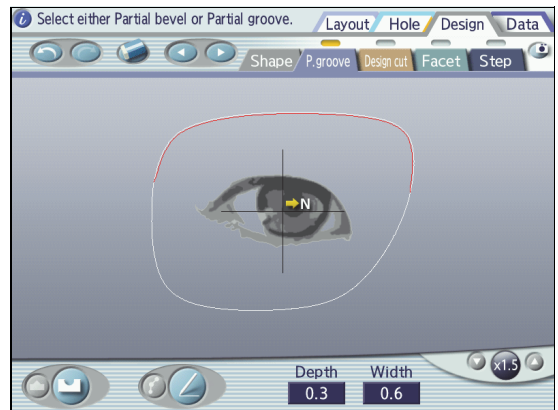 Select either Partial bevel or Partial groove.
Layout Hole Design Data
Shape P.groove Design cut Facet Step
N
x1.5
Depth Width
0.3 0.6